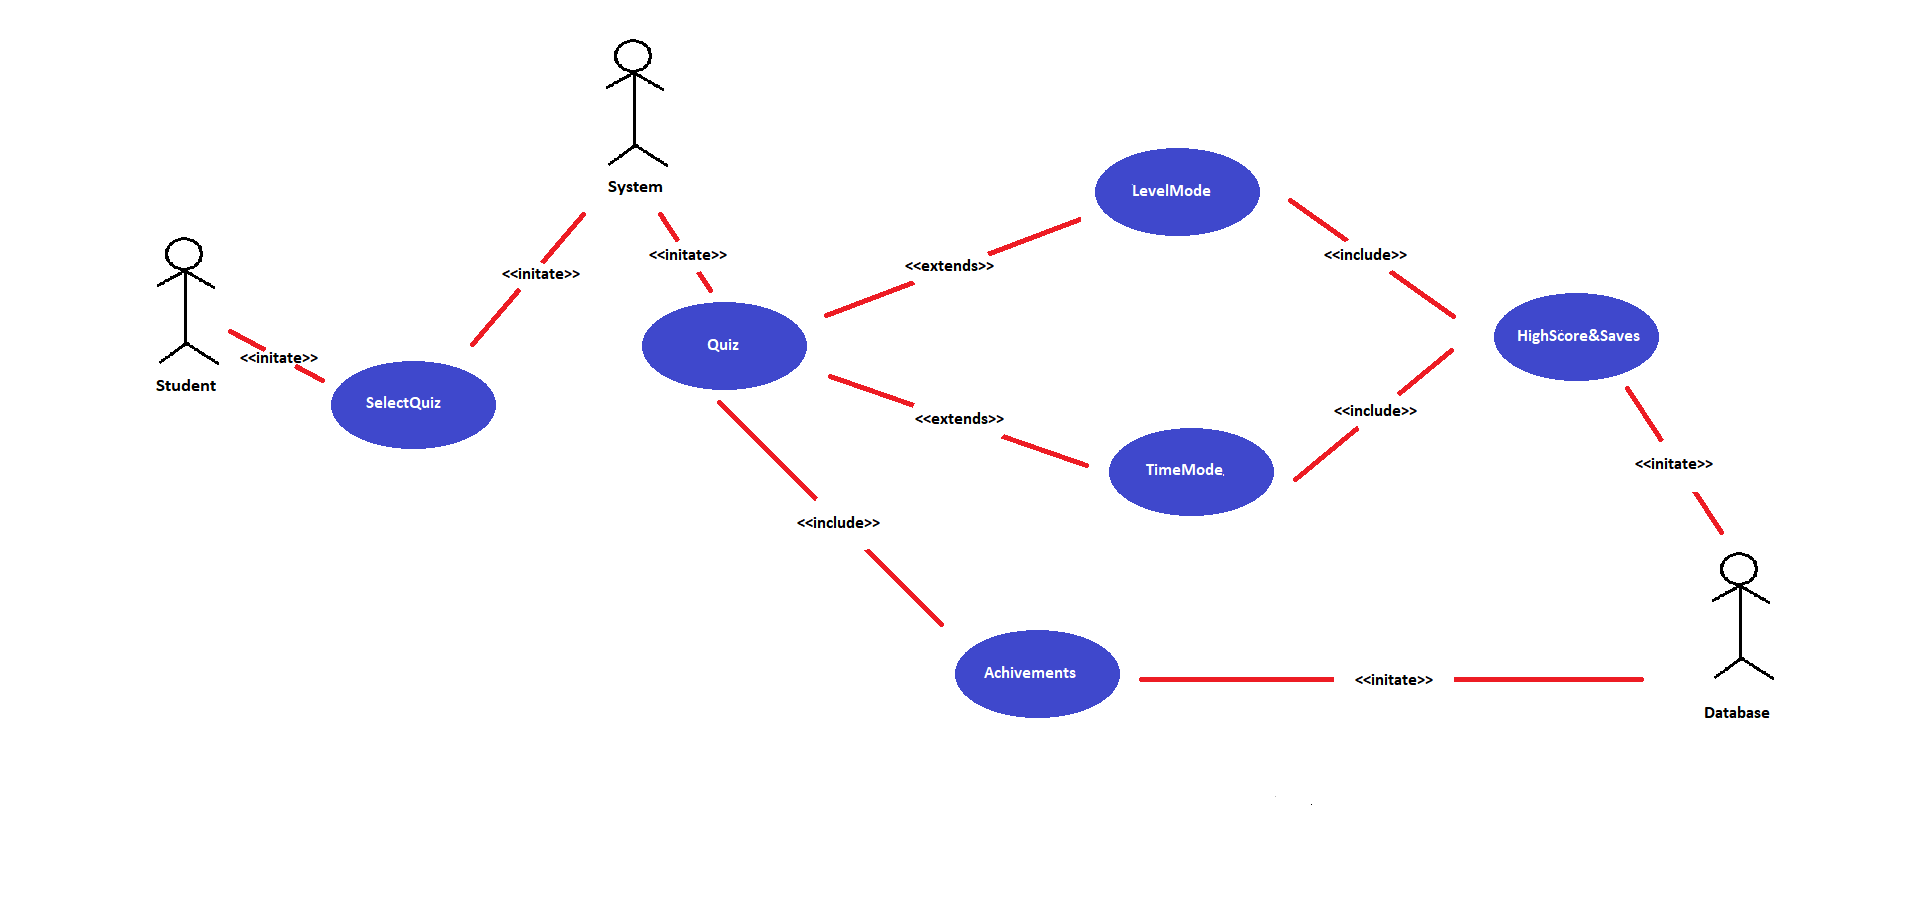 System
LevelMode
<<initate>>
<<include>>
<<extends>>
<<initate>>
HighScore&Saves
Quiz
<<initate>>
Student
SelectQuiz
<<extends>>
<<include>>
<<initate>>
TimeMode
<<include>>
Achivements
<<initate>>
Database